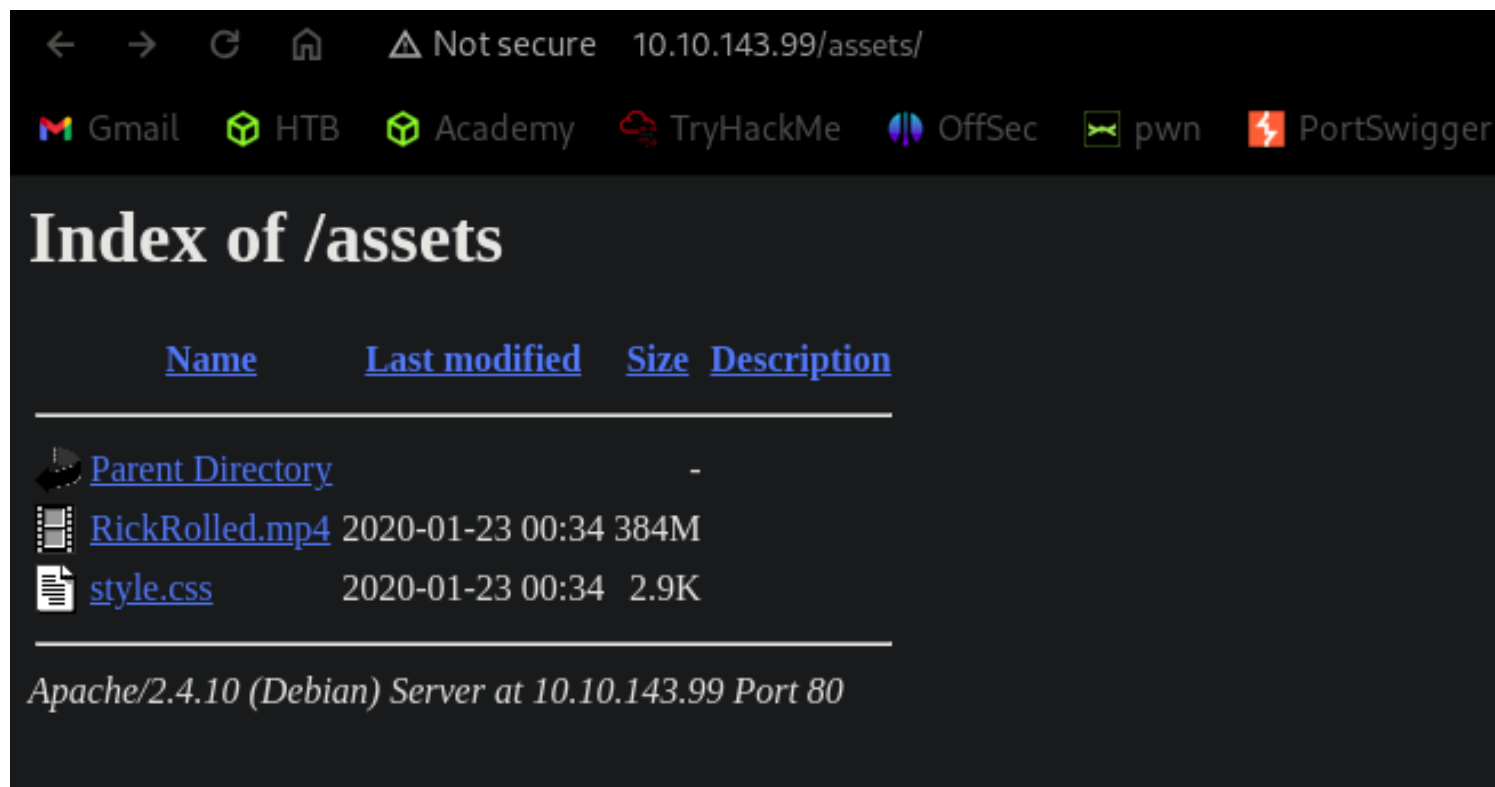 Not secure 10.10.143.99/assets/
Gmail HTB Academy TryHackMe OffSec pwn PortSwigger
Index of /assets
Name Last modified Size Description
Parent Directory -
RickRolled.mp4 2020-01-23 00:34 384M
style.css 2020-01-23 00:34 2.9K
Apache/2.4.10 (Debian) Server at 10.10.143.99 Port 80